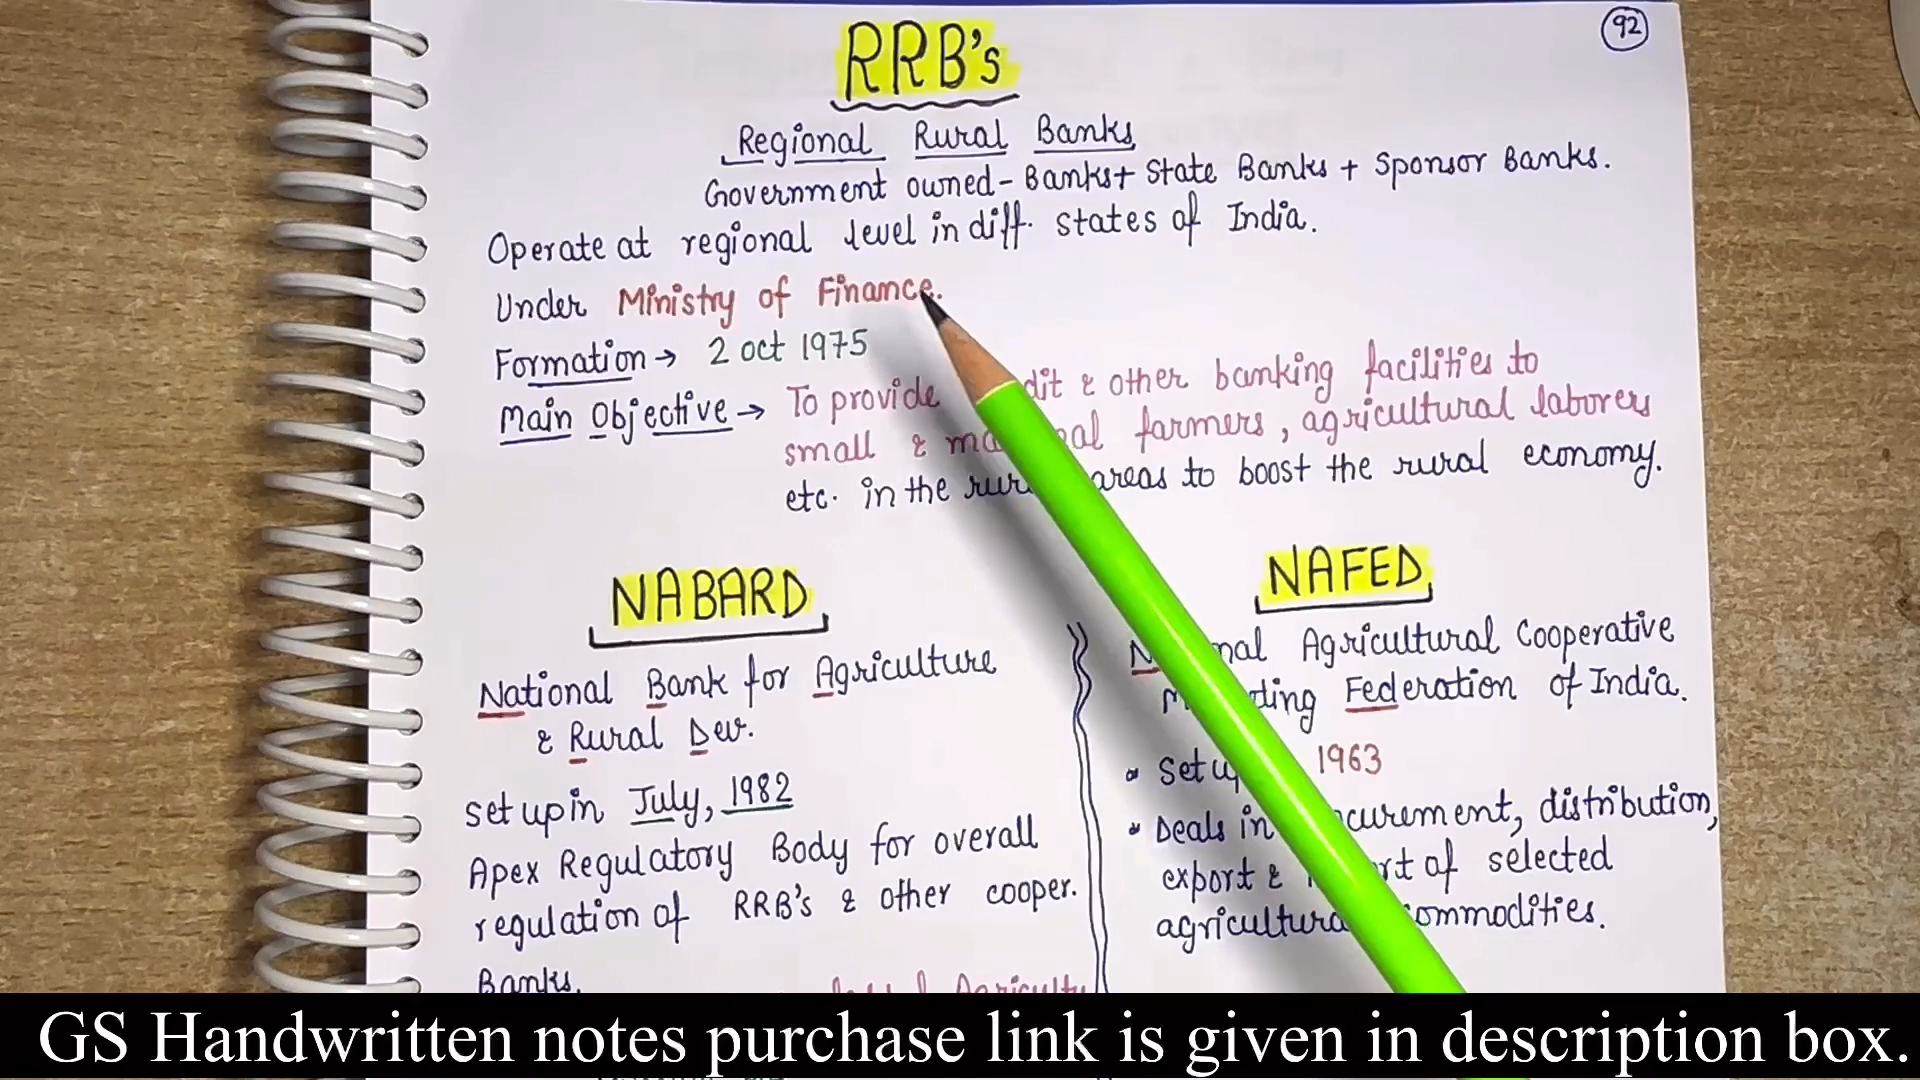 92
RRB's
Regional Rural Banks
Government owned - Banks + State Banks + Sponsor Banks.
Operate at regional level in diff. states of India.
Under Ministry of Finance.
Formation → 2 oct 1975
Main Objective → To provide dit & other banking facilities to
small & ma al farmers, agricultural laborers
etc. in the rur areas to boost the rural economy.
NABARD
National Bank for Agriculture
& Rural Dev.
set up in July, 1982
Apex Regulatory Body for overall
regulation of RRB's & other cooper.
Banks.
NAFED
N nal Agricultural Cooperative
M ting Federation of India.
• Set up 1963
• Deals in curement, distribution,
export & rt of selected
agricultura ommodities.
GS Handwritten notes purchase link is given in description box.